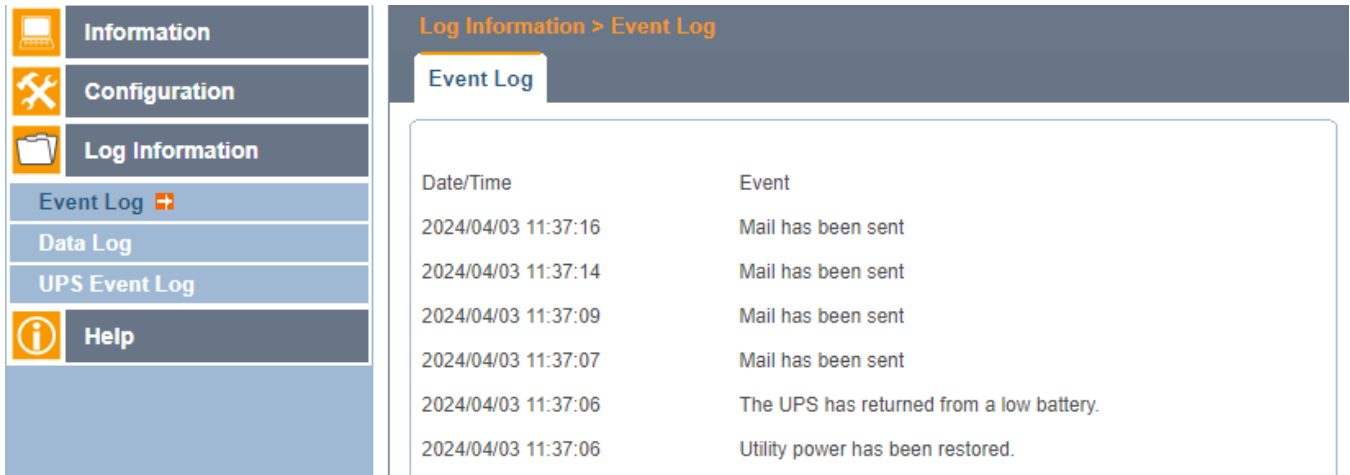 Information
Configuration
Log Information
Event Log
Data Log
UPS Event Log
Help
Log Information > Event Log
Event Log
Date/Time Event
2024/04/03 11:37:16 Mail has been sent
2024/04/03 11:37:14 Mail has been sent
2024/04/03 11:37:09 Mail has been sent
2024/04/03 11:37:07 Mail has been sent
2024/04/03 11:37:06 The UPS has returned from a low battery.
2024/04/03 11:37:06 Utility power has been restored.